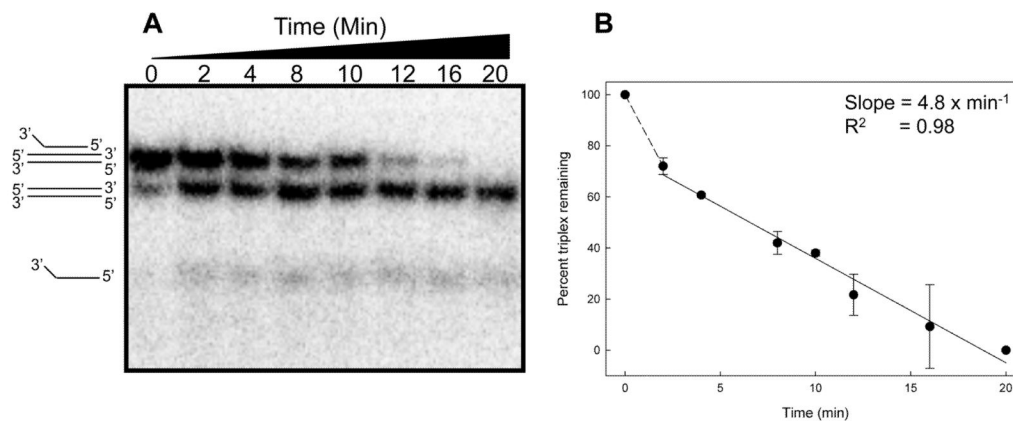 A
Time (Min)
0 2 4 8 10 12 16 20
3’ 5’
5’ 3’
3’ 5’
5’ 3’
3’ 5’
3’ 5’
B
Slope = 4.8 x min-1
R2 = 0.98
Percent triplex remaining
100
80
60
40
20
0
0 5 10 15 20
Time (min)